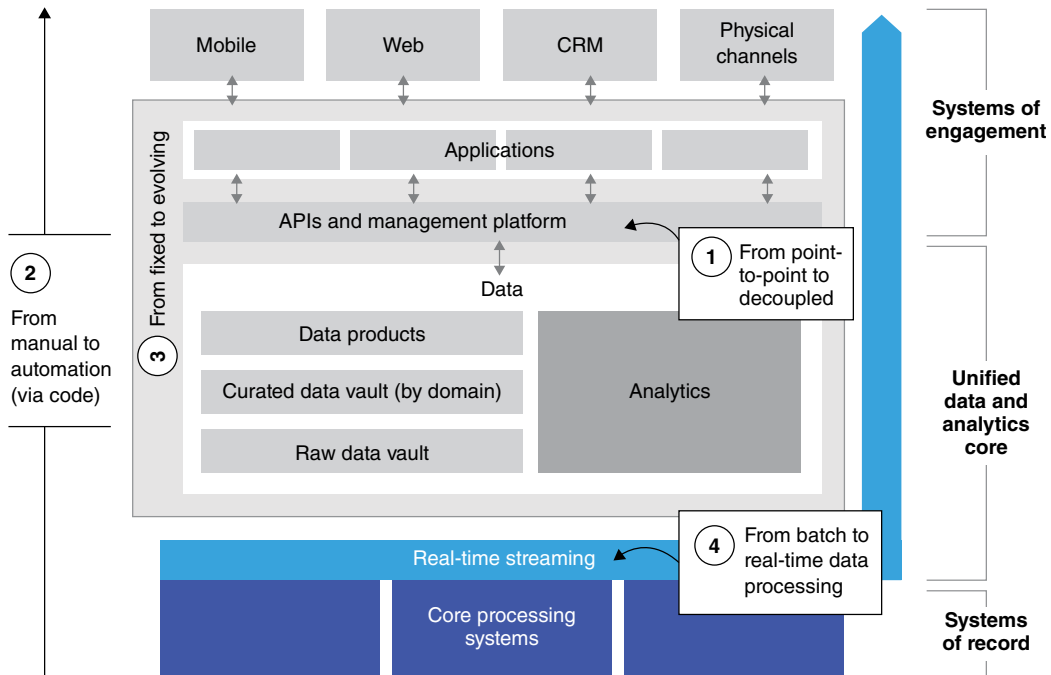 Mobile
Web
CRM
Physical
channels
Systems of
engagement
Applications
APIs and management platform
1
From point-
to-point to
decoupled
2
From
manual to
automation
(via code)
3
From fixed to evolving
Data
Data products
Curated data vault (by domain)
Raw data vault
Analytics
Unified
data and
analytics
core
4
From batch to
real-time data
processing
Real-time streaming
Core processing
systems
Systems
of record